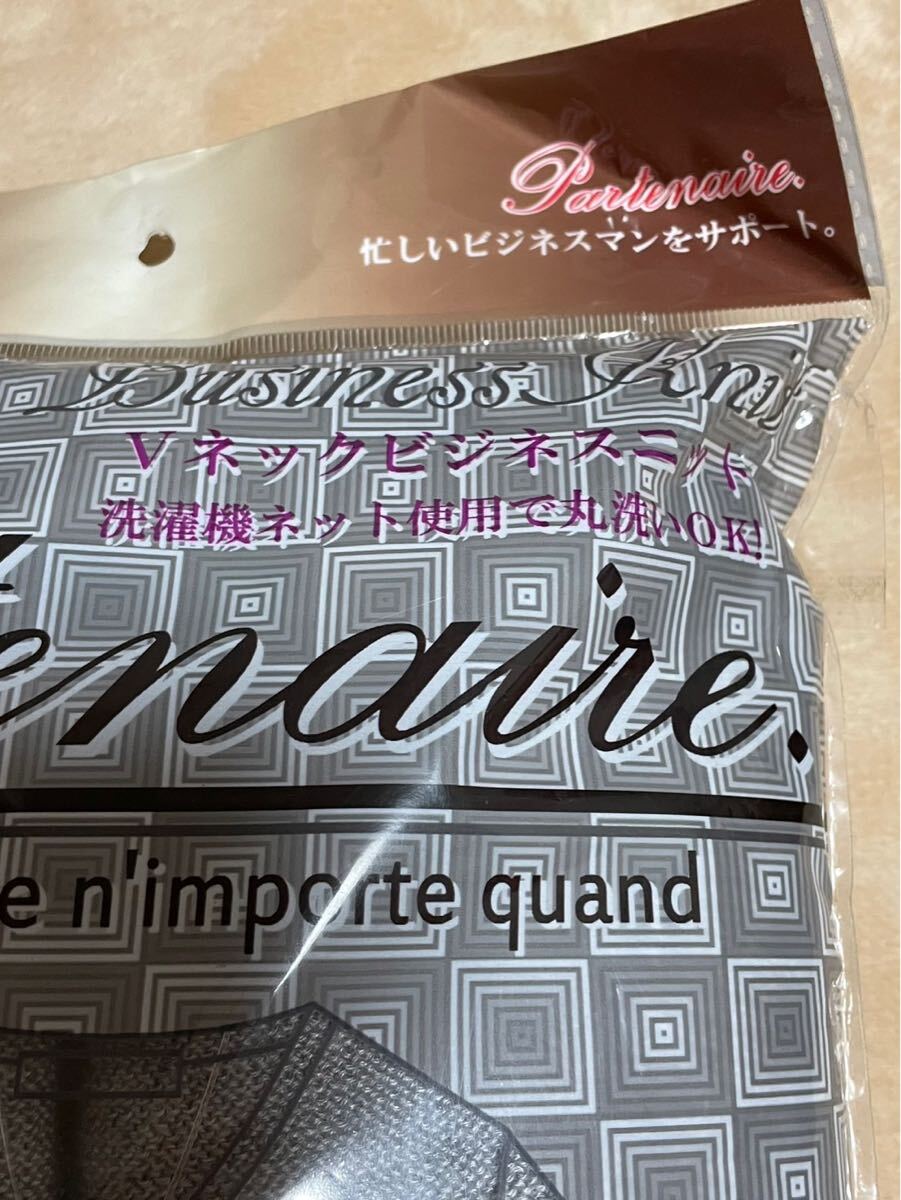 Partenaire.
忙しいビジネスマンをサポート。
Business Knit
Vネックビジネスニット
洗濯機ネット使用で丸洗いOK!
tenaire.
e n'importe quand